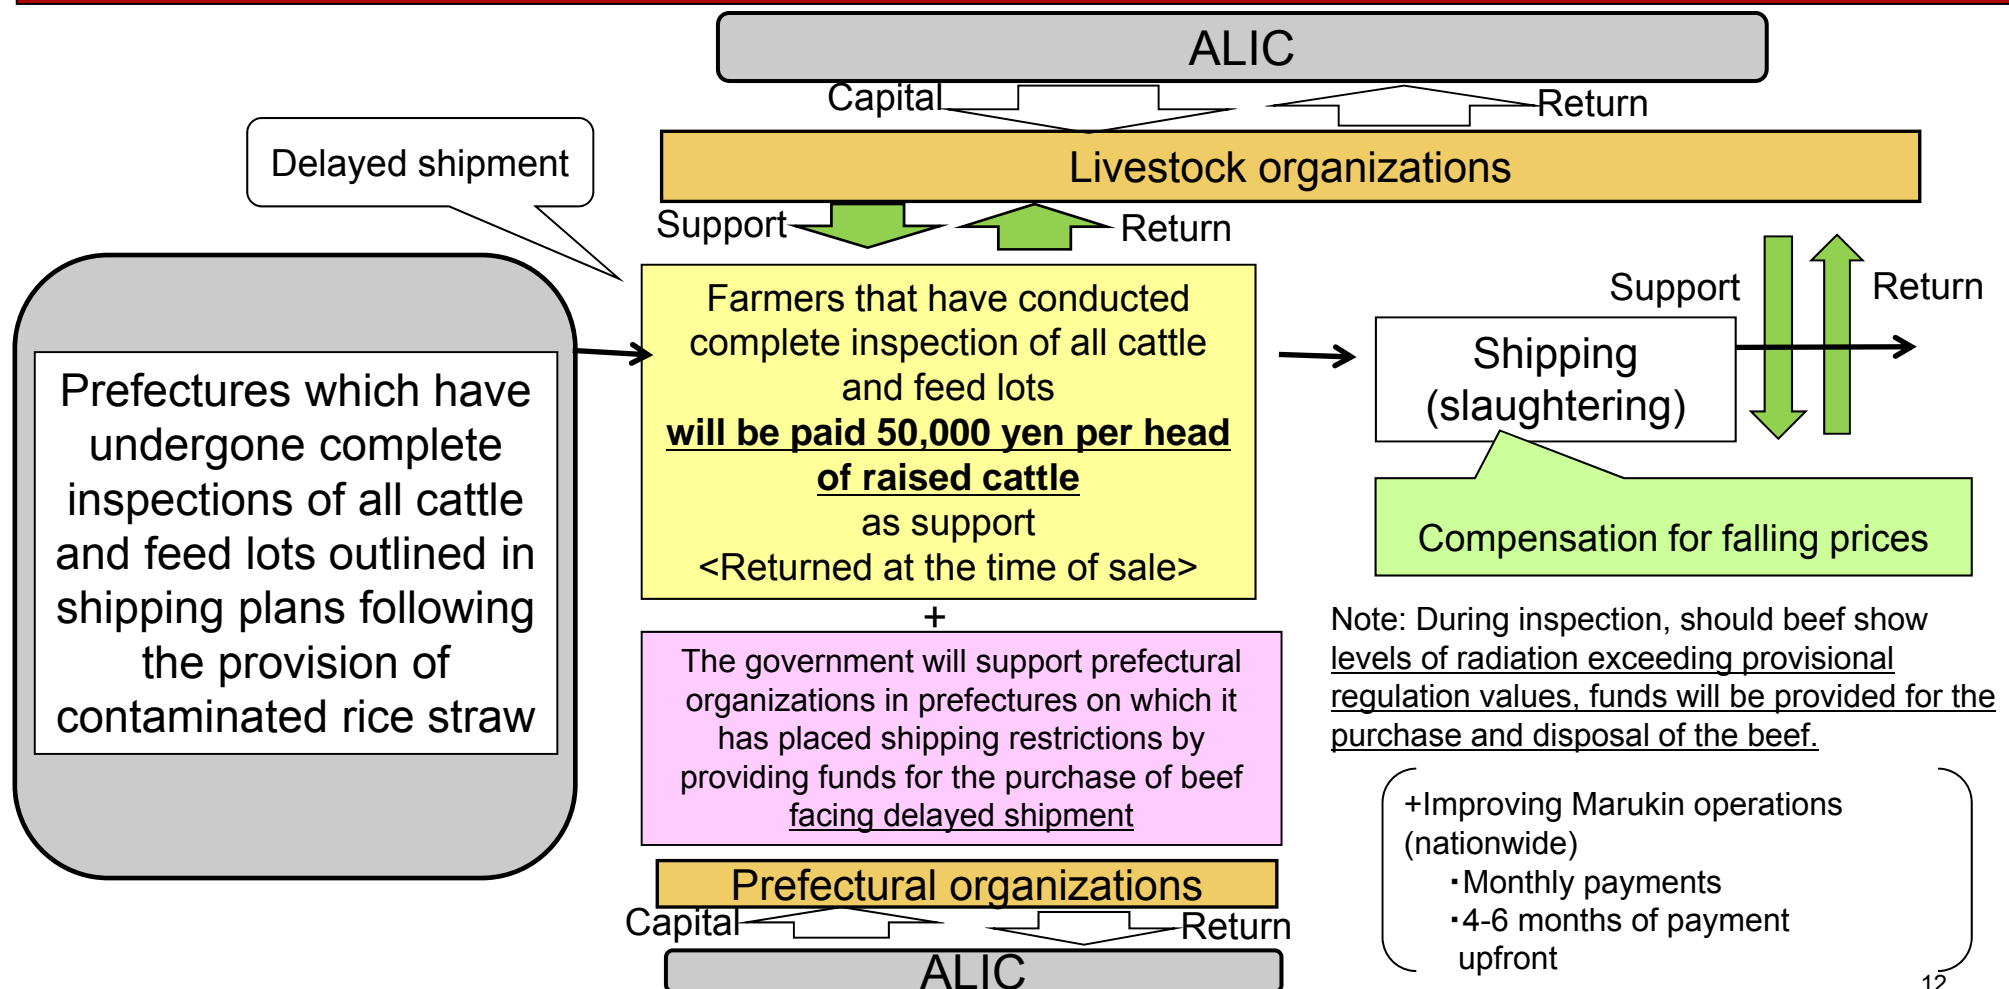 ALIC
Capital
Return
Delayed shipment
Livestock organizations
Support
Return
Prefectures which have
undergone complete
inspections of all cattle
and feed lots outlined in
shipping plans following
the provision of
contaminated rice straw
Farmers that have conducted
complete inspection of all cattle
and feed lots
will be paid 50,000 yen per head
of raised cattle
as support
<Returned at the time of sale>
+
The government will support prefectural
organizations in prefectures on which it
has placed shipping restrictions by
providing funds for the purchase of beef
facing delayed shipment
Prefectural organizations
Capital
Return
ALIC
Support
Return
Shipping
(slaughtering)
Compensation for falling prices
Note: During inspection, should beef show
levels of radiation exceeding provisional
regulation values, funds will be provided for the
purchase and disposal of the beef.
+Improving Marukin operations
(nationwide)
・Monthly payments
・4-6 months of payment
upfront
12